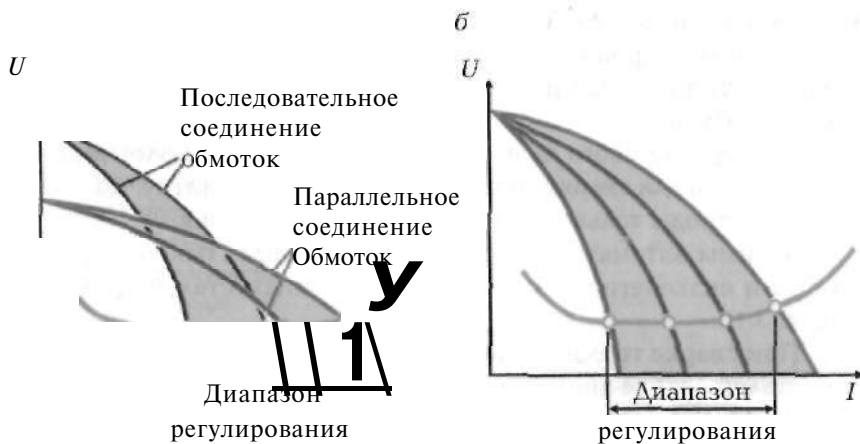 б
U
U
Последовательное
соединение
обмоток
Параллельное
соединение
Обмоток
У
1
Диапазон
регулирования
Диапазон
I
регулирования